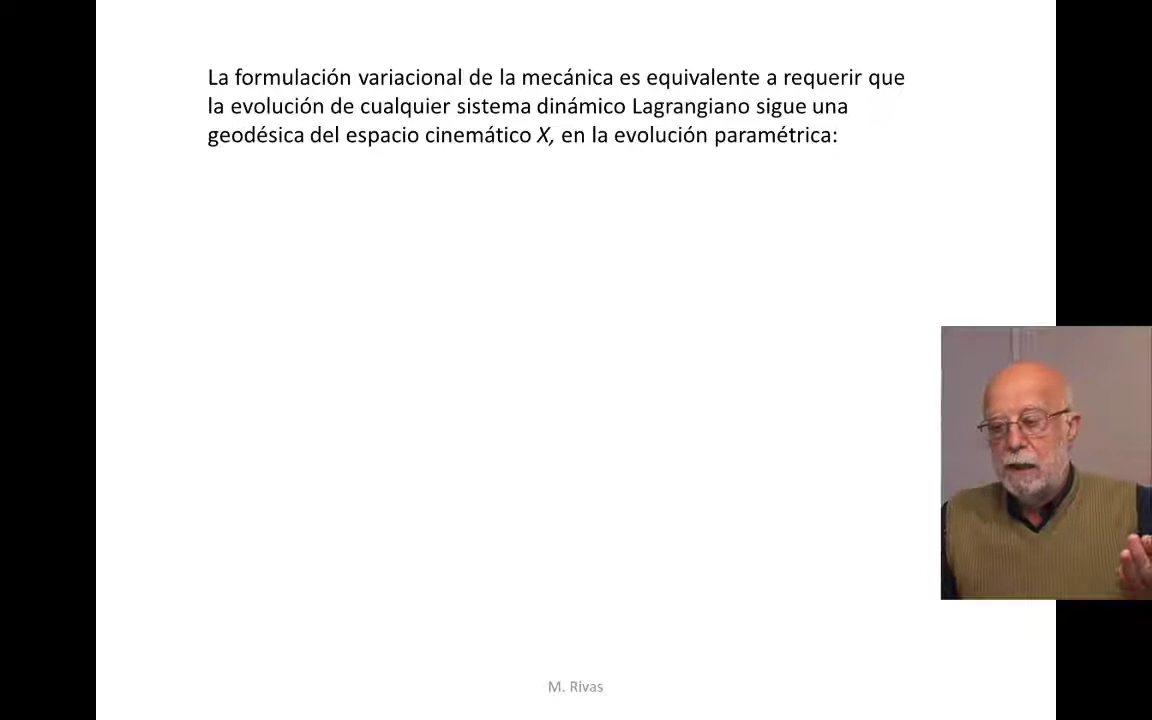 La formulación variacional de la mecánica es equivalente a requerir que
la evolución de cualquier sistema dinámico Lagrangiano sigue una
geodésica del espacio cinemático X, en la evolución paramétrica:
M. Rivas